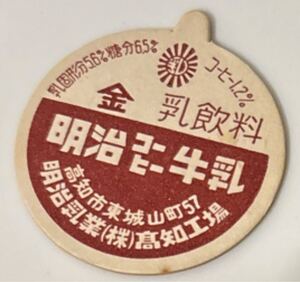 乳固形分5.6%糖分6.5%
乳
コーヒー1.2%
金 乳飲料
明治コーヒー牛乳
高知市東城山町57
明治乳業(株)高知工場